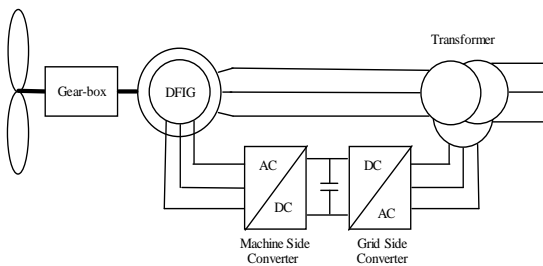 Transformer
Gear-box
DFIG
AC
DC
DC
AC
Machine Side
Converter
Grid Side
Converter